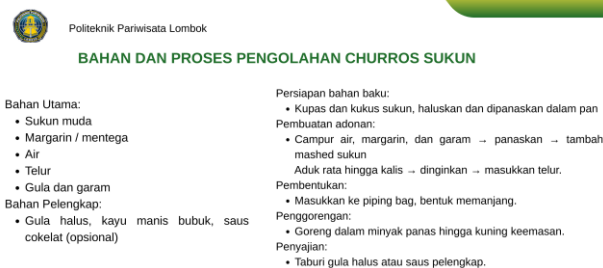 Politeknik Pariwisata Lombok
BAHAN DAN PROSES PENGOLAHAN CHURROS SUKUN
Bahan Utama:
• Sukun muda
• Margarin / mentega
• Air
• Telur
• Gula dan garam
Bahan Pelengkap:
• Gula halus, kayu manis bubuk, saus
cokelat (opsional)
Persiapan bahan baku:
• Kupas dan kukus sukun, haluskan dan dipanaskan dalam pan
Pembuatan adonan:
• Campur air, margarin, dan garam → panaskan → tambah
mashed sukun
Aduk rata hingga kalis → dinginkan → masukkan telur.
Pembentukan:
• Masukkan ke piping bag, bentuk memanjang.
Penggorengan:
• Goreng dalam minyak panas hingga kuning keemasan.
Penyajian:
• Taburi gula halus atau saus pelengkap.